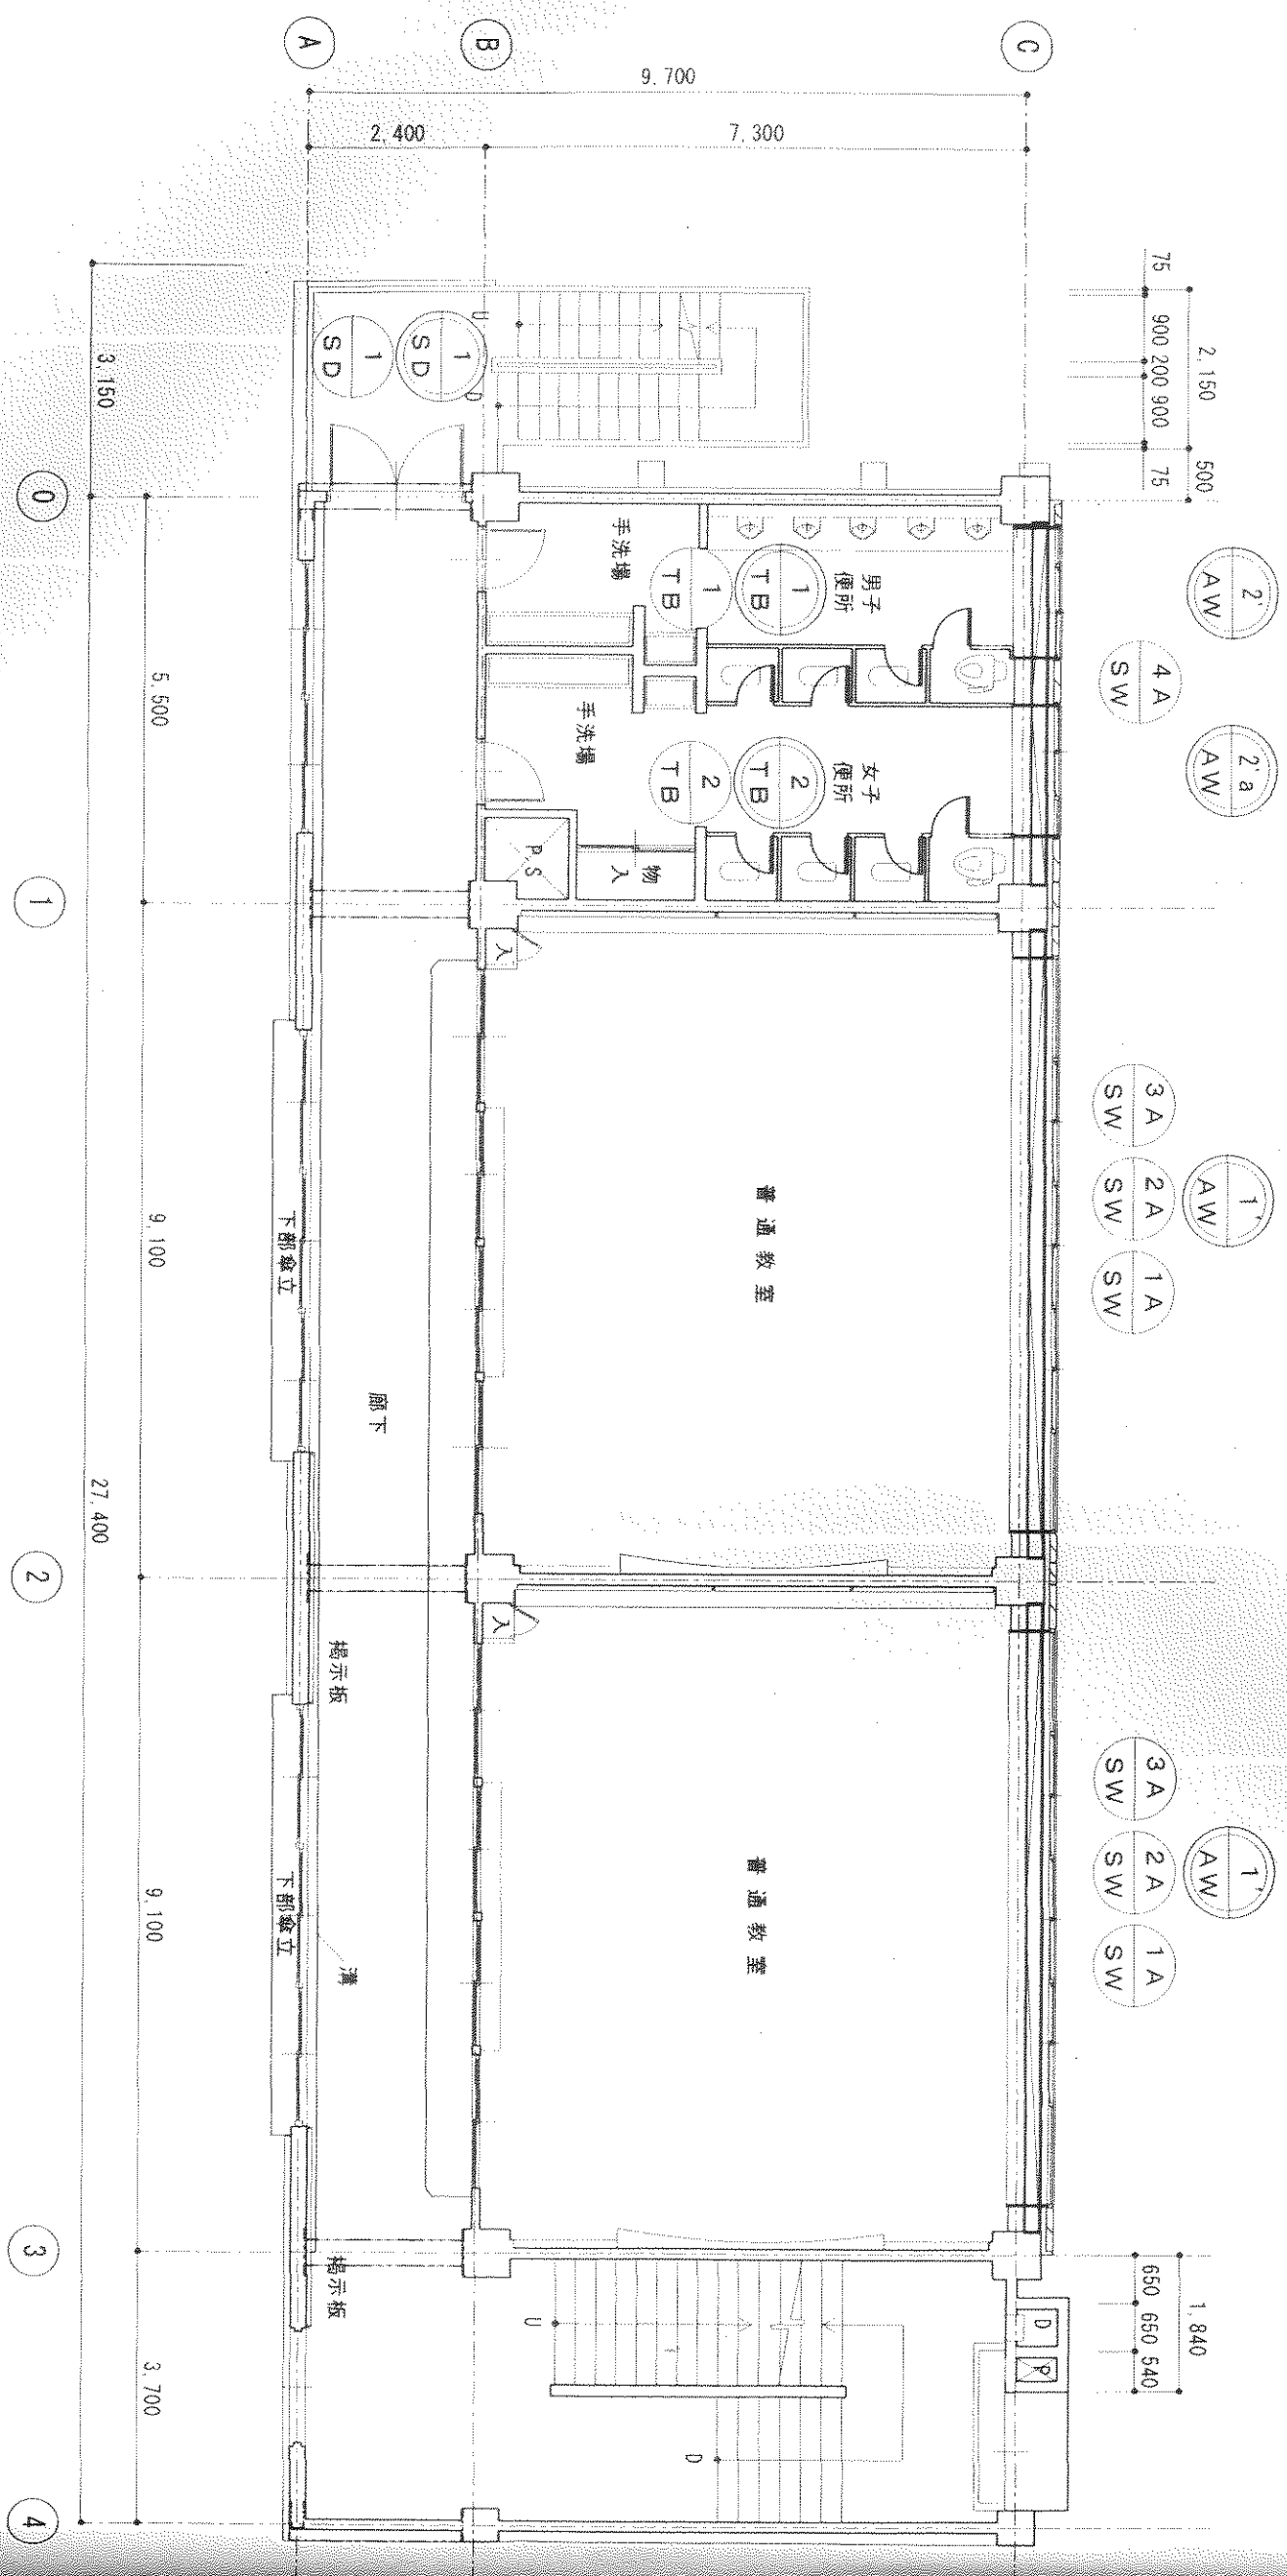 A
B
C
9,700
2,400
7,300
75
900
200
900
75
2,150
500
3,150
0
5,500
1
9,100
27,400
2
9,100
3
3,700
4
U
D
1
SD
1
SD
手洗場
1
TB
1
TB
男子
便所
手洗場
2
TB
2
TB
女子
便所
P.S
物
入
入
2'
AW
4A
SW
2'a
AW
普通教室
3A
SW
2A
SW
1A
SW
1'
AW
下部傘立
廊下
入
掲示板
普通教室
3A
SW
2A
SW
1A
SW
1'
AW
下部傘立
溝
掲示板
U
D
D
P
650
650
540
1,840